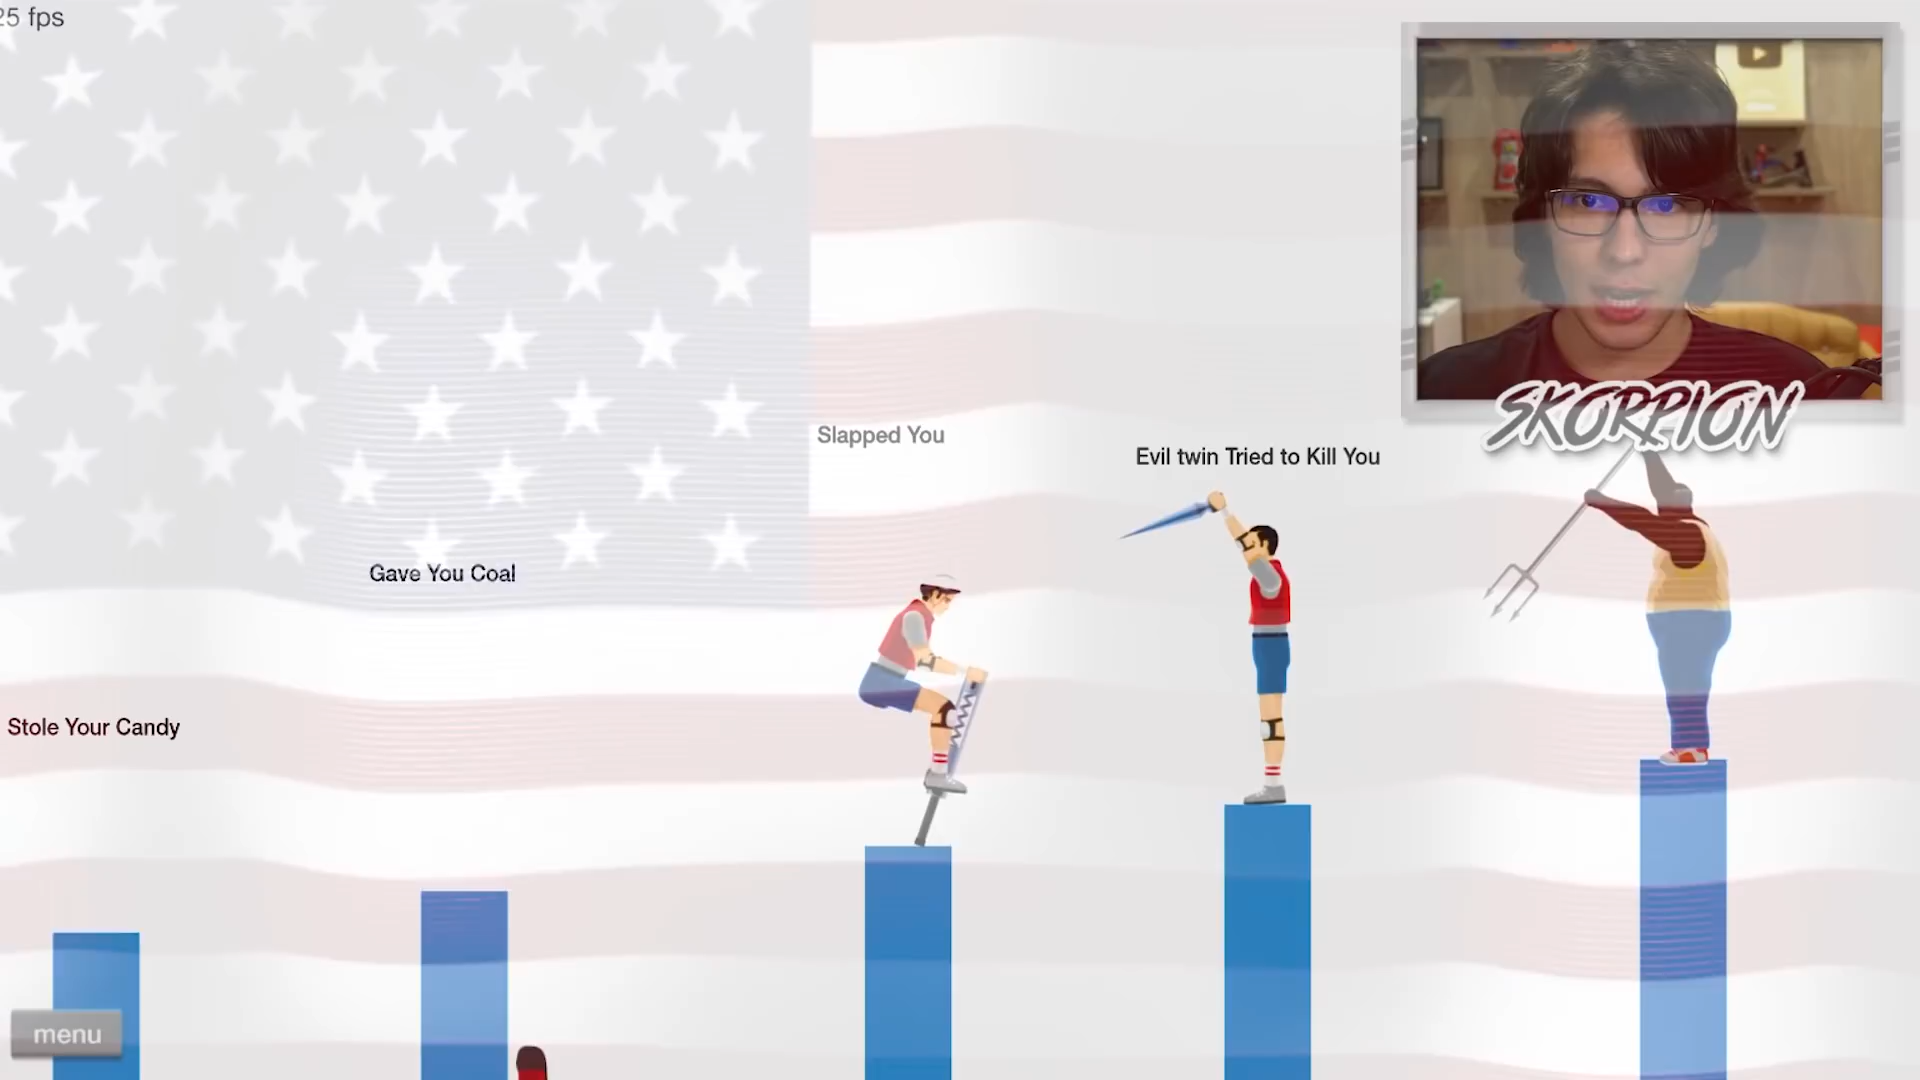 25 fps
SKORPION
Slapped You
Evil twin Tried to Kill You
Gave You Coal
Stole Your Candy
menu